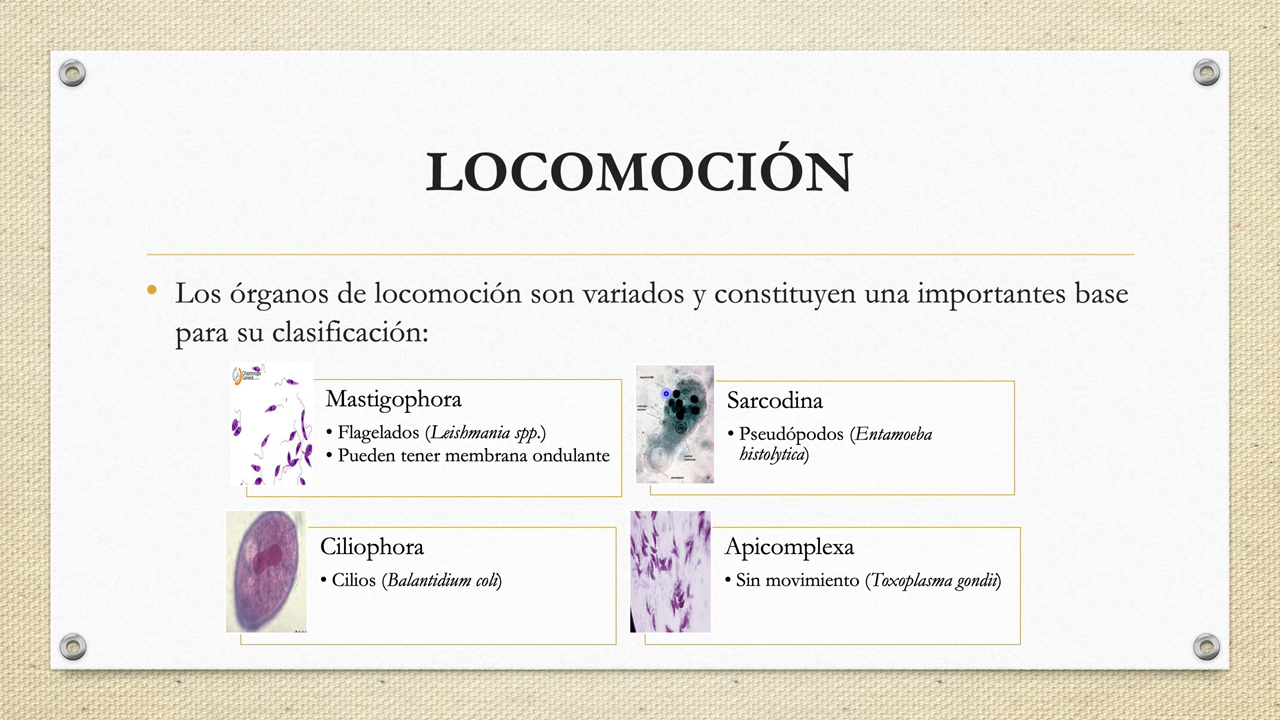 LOCOMOCIÓN
• Los órganos de locomoción son variados y constituyen una importantes base
para su clasificación:
Mastigophora
• Flagelados (Leishmania spp.)
• Pueden tener membrana ondulante
Sarcodina
• Pseudópodos (Entamoeba
histolytica)
Ciliophora
• Cilios (Balantidium coli)
Apicomplexa
• Sin movimiento (Toxoplasma gondii)